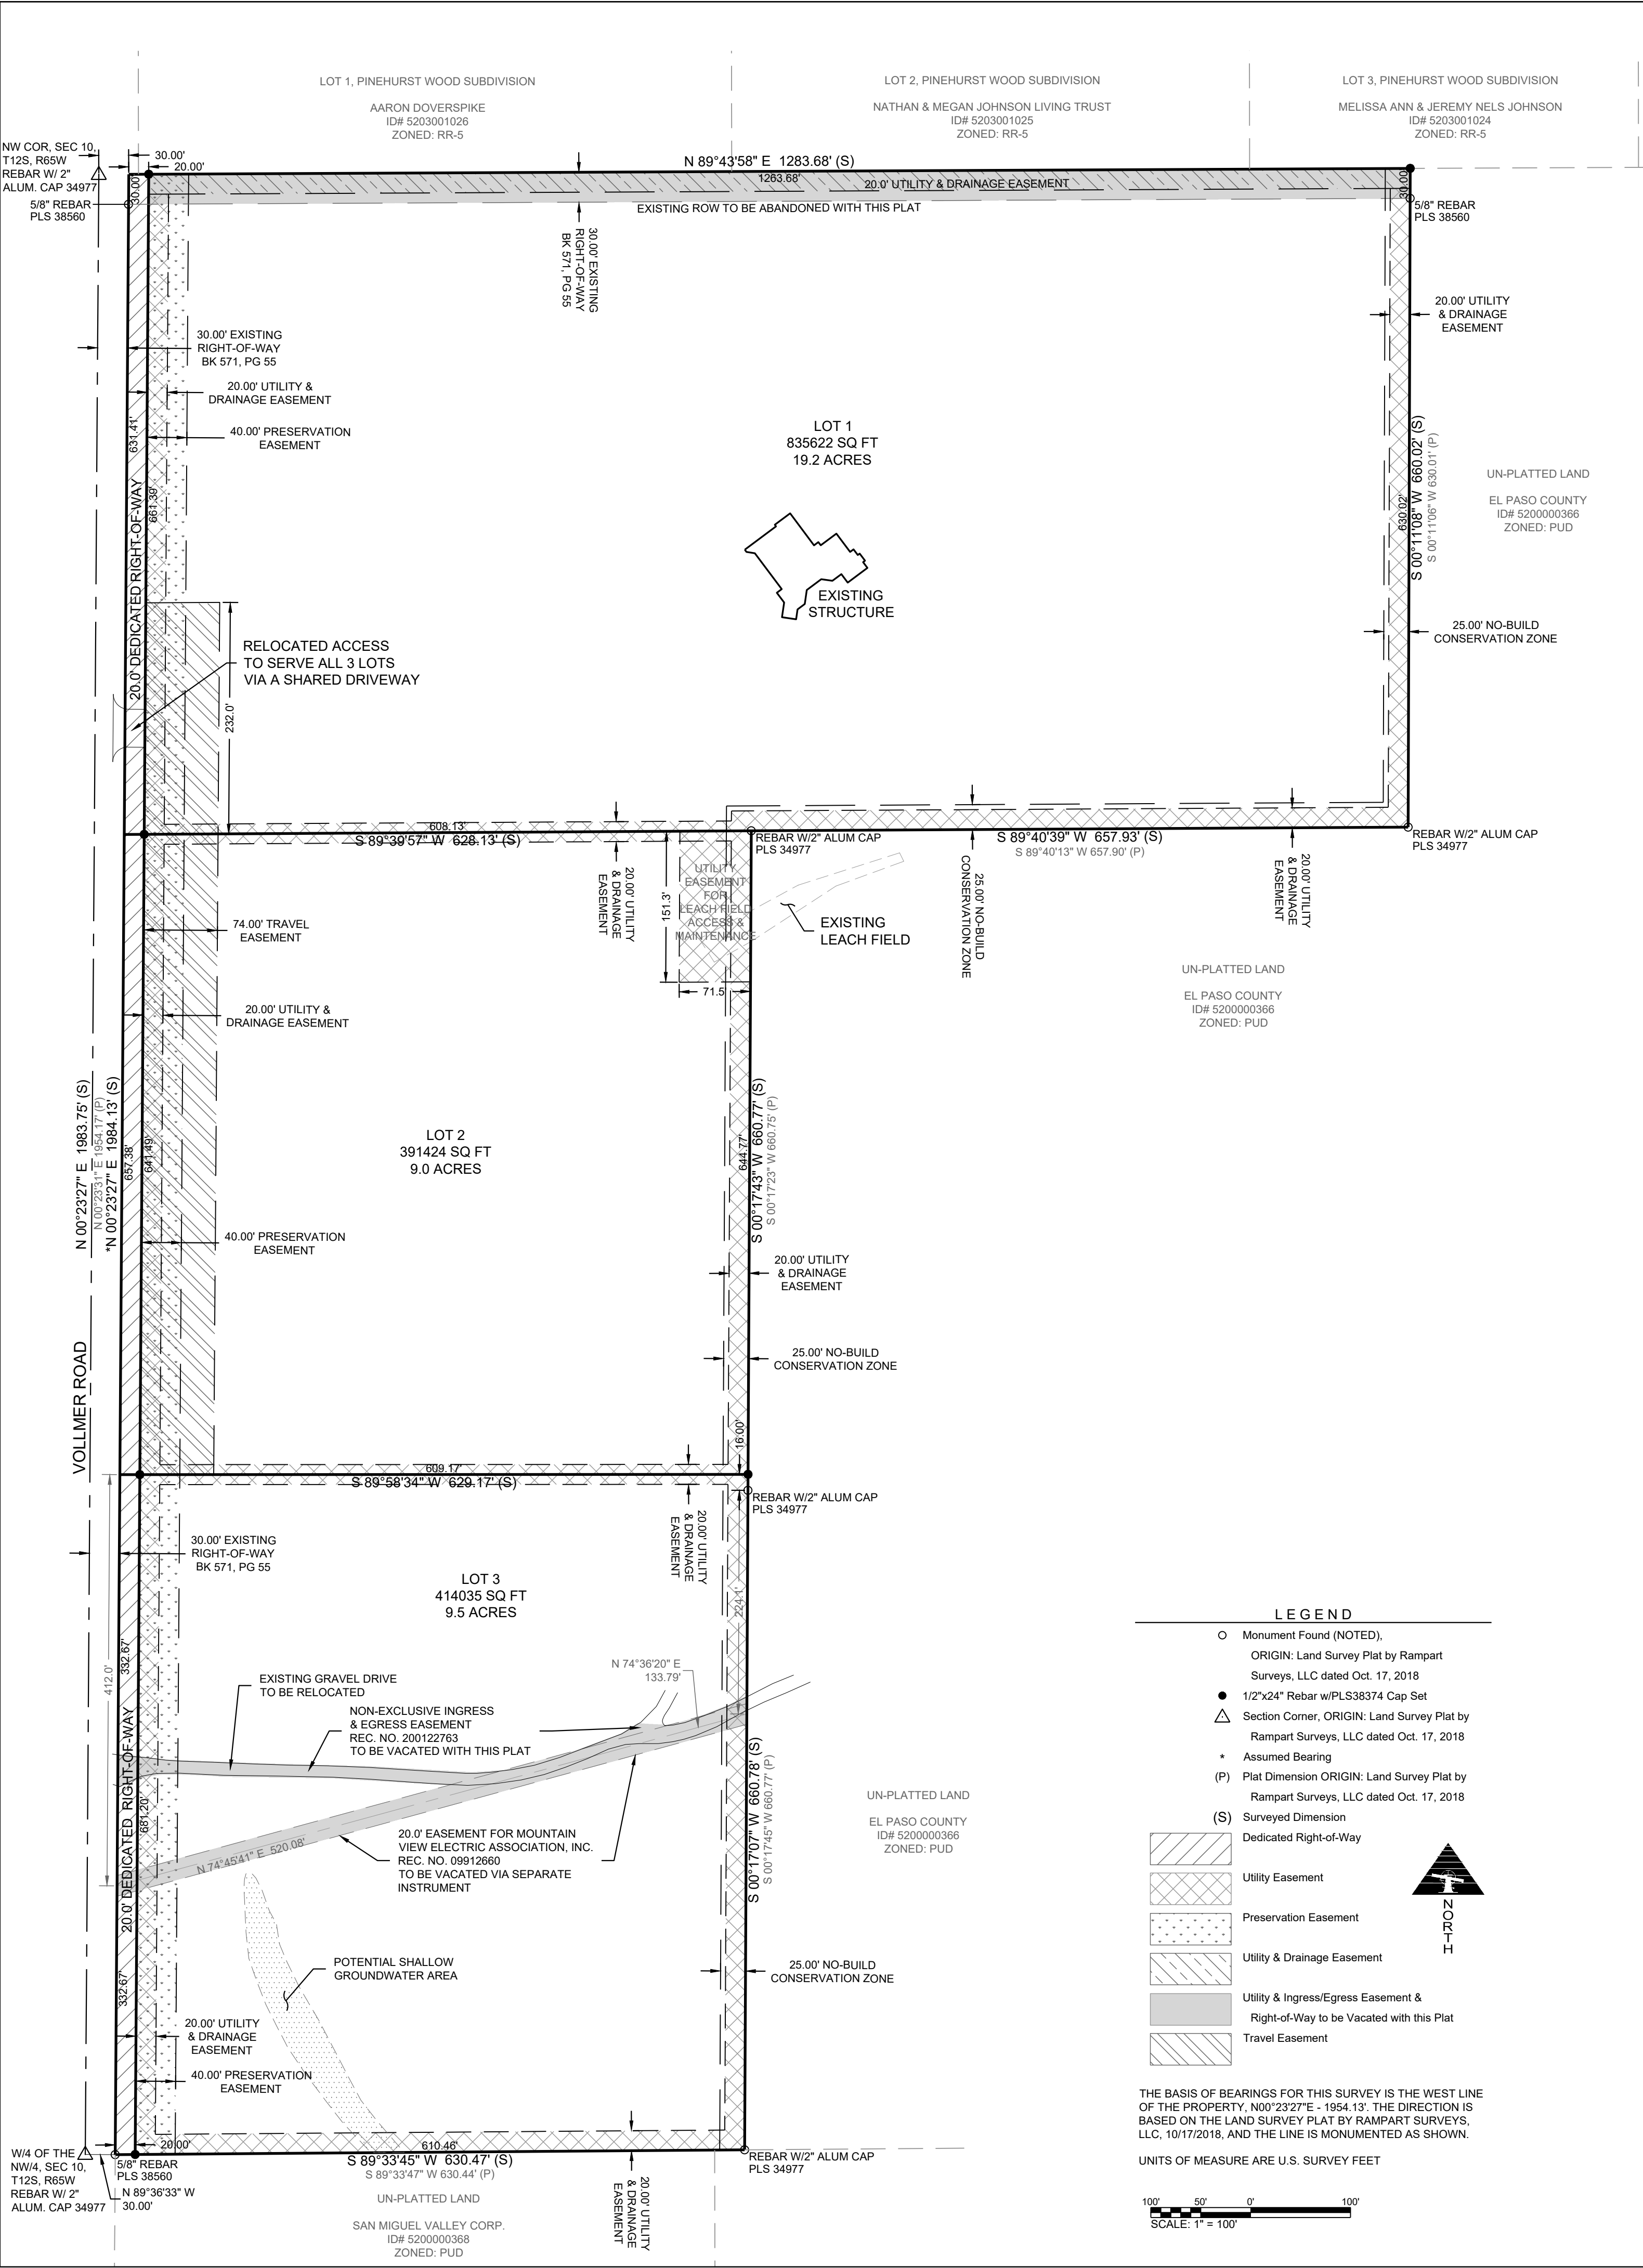 LOT 1, PINEHURST WOOD SUBDIVISION
AARON DOVERSPIKE
ID# 5203001026
ZONED: RR-5
LOT 2, PINEHURST WOOD SUBDIVISION
NATHAN & MEGAN JOHNSON LIVING TRUST
ID# 5203001025
ZONED: RR-5
LOT 3, PINEHURST WOOD SUBDIVISION
MELISSA ANN & JEREMY NELS JOHNSON
ID# 5203001024
ZONED: RR-5
NW COR, SEC 10,
T12S, R65W
REBAR W/ 2"
ALUM. CAP 34977
30.00'
20.00'
30.00'
5/8" REBAR
PLS 38560
N 89°43'58" E 1283.68' (S)
1263.68'
20.0' UTILITY & DRAINAGE EASEMENT
EXISTING ROW TO BE ABANDONED WITH THIS PLAT
30.00'
5/8" REBAR
PLS 38560
30.00' EXISTING
RIGHT-OF-WAY
BK 571, PG 55
20.00' UTILITY
& DRAINAGE
EASEMENT
30.00' EXISTING
RIGHT-OF-WAY
BK 571, PG 55
20.00' UTILITY &
DRAINAGE EASEMENT
40.00' PRESERVATION
EASEMENT
631.41'
661.39'
20.0' DEDICATED RIGHT-OF-WAY
LOT 1
835622 SQ FT
19.2 ACRES
EXISTING
STRUCTURE
630.02'
S 00°11'08" W 660.02' (S)
S 00°11'06" W 630.01' (P)
UN-PLATTED LAND
EL PASO COUNTY
ID# 5200000366
ZONED: PUD
25.00' NO-BUILD
CONSERVATION ZONE
RELOCATED ACCESS
TO SERVE ALL 3 LOTS
VIA A SHARED DRIVEWAY
232.0'
608.13'
S 89°39'57" W 628.13' (S)
REBAR W/2" ALUM CAP
PLS 34977
S 89°40'39" W 657.93' (S)
S 89°40'13" W 657.90' (P)
REBAR W/2" ALUM CAP
PLS 34977
20.00' UTILITY
& DRAINAGE
EASEMENT
151.3'
UTILITY
EASEMENT
FOR
LEACH FIELD
ACCESS &
MAINTENANCE
71.5'
EXISTING
LEACH FIELD
25.00' NO-BUILD
CONSERVATION ZONE
20.00' UTILITY
& DRAINAGE
EASEMENT
UN-PLATTED LAND
EL PASO COUNTY
ID# 5200000366
ZONED: PUD
74.00' TRAVEL
EASEMENT
20.00' UTILITY &
DRAINAGE EASEMENT
N 00°23'27" E 1983.75' (S)
N 00°23'31" E 1954.17' (P)
*N 00°23'27" E 1984.13' (S)
657.38'
641.49'
LOT 2
391424 SQ FT
9.0 ACRES
644.77'
S 00°17'43" W 660.77' (S)
S 00°17'23" W 660.75' (P)
40.00' PRESERVATION
EASEMENT
20.00' UTILITY
& DRAINAGE
EASEMENT
25.00' NO-BUILD
CONSERVATION ZONE
VOLLMER ROAD
16.00'
609.17'
S 89°58'34" W 629.17' (S)
REBAR W/2" ALUM CAP
PLS 34977
20.00' UTILITY
& DRAINAGE
EASEMENT
30.00' EXISTING
RIGHT-OF-WAY
BK 571, PG 55
LOT 3
414035 SQ FT
9.5 ACRES
224.1'
412.0'
332.67'
N 74°36'20" E
133.79'
EXISTING GRAVEL DRIVE
TO BE RELOCATED
NON-EXCLUSIVE INGRESS
& EGRESS EASEMENT
REC. NO. 200122763
TO BE VACATED WITH THIS PLAT
20.0' DEDICATED RIGHT-OF-WAY
681.20'
S 00°17'07" W 660.78' (S)
S 00°17'45" W 660.77' (P)
UN-PLATTED LAND
EL PASO COUNTY
ID# 5200000366
ZONED: PUD
N 74°45'41" E 520.08'
20.0' EASEMENT FOR MOUNTAIN
VIEW ELECTRIC ASSOCIATION, INC.
REC. NO. 09912660
TO BE VACATED VIA SEPARATE
INSTRUMENT
POTENTIAL SHALLOW
GROUNDWATER AREA
25.00' NO-BUILD
CONSERVATION ZONE
332.67'
20.00' UTILITY
& DRAINAGE
EASEMENT
40.00' PRESERVATION
EASEMENT
20.00'
W/4 OF THE
NW/4, SEC 10,
T12S, R65W
REBAR W/ 2"
ALUM. CAP 34977
5/8" REBAR
PLS 38560
N 89°36'33" W
30.00'
610.46'
S 89°33'45" W 630.47' (S)
S 89°33'47" W 630.44' (P)
REBAR W/2" ALUM CAP
PLS 34977
20.00' UTILITY
& DRAINAGE
EASEMENT
UN-PLATTED LAND
SAN MIGUEL VALLEY CORP.
ID# 5200000368
ZONED: PUD
LEGEND
Monument Found (NOTED),
ORIGIN: Land Survey Plat by Rampart
Surveys, LLC dated Oct. 17, 2018
1/2"x24" Rebar w/PLS38374 Cap Set
Section Corner, ORIGIN: Land Survey Plat by
Rampart Surveys, LLC dated Oct. 17, 2018
* Assumed Bearing
(P) Plat Dimension ORIGIN: Land Survey Plat by
Rampart Surveys, LLC dated Oct. 17, 2018
(S) Surveyed Dimension
Dedicated Right-of-Way
Utility Easement
Preservation Easement
Utility & Drainage Easement
Utility & Ingress/Egress Easement &
Right-of-Way to be Vacated with this Plat
Travel Easement
NORTH
THE BASIS OF BEARINGS FOR THIS SURVEY IS THE WEST LINE
OF THE PROPERTY, N00°23'27"E - 1954.13'. THE DIRECTION IS
BASED ON THE LAND SURVEY PLAT BY RAMPART SURVEYS,
LLC, 10/17/2018, AND THE LINE IS MONUMENTED AS SHOWN.
UNITS OF MEASURE ARE U.S. SURVEY FEET
100' 50' 0' 100'
SCALE: 1" = 100'